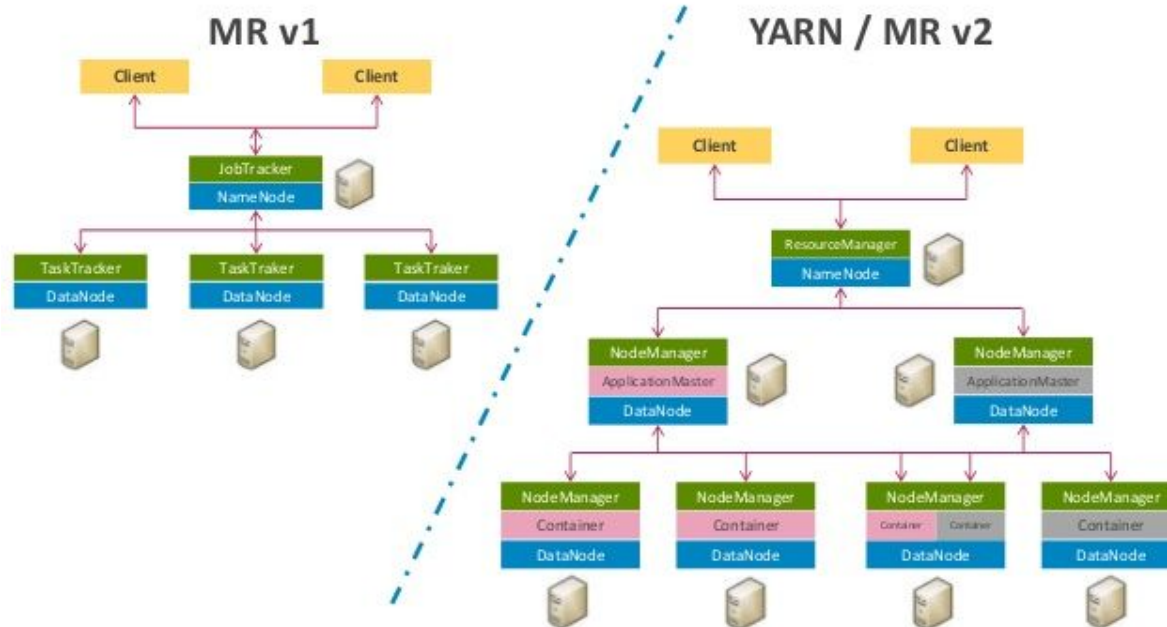 MR v1
Client
Client
JobTracker
NameNode
TaskTracker
DataNode
TaskTraker
DataNode
TaskTraker
DataNode
YARN / MR v2
Client
Client
ResourceManager
NameNode
NodeManager
ApplicationMaster
DataNode
NodeManager
ApplicationMaster
DataNode
NodeManager
Container
DataNode
NodeManager
Container
DataNode
NodeManager
Container Container
DataNode
NodeManager
Container
DataNode